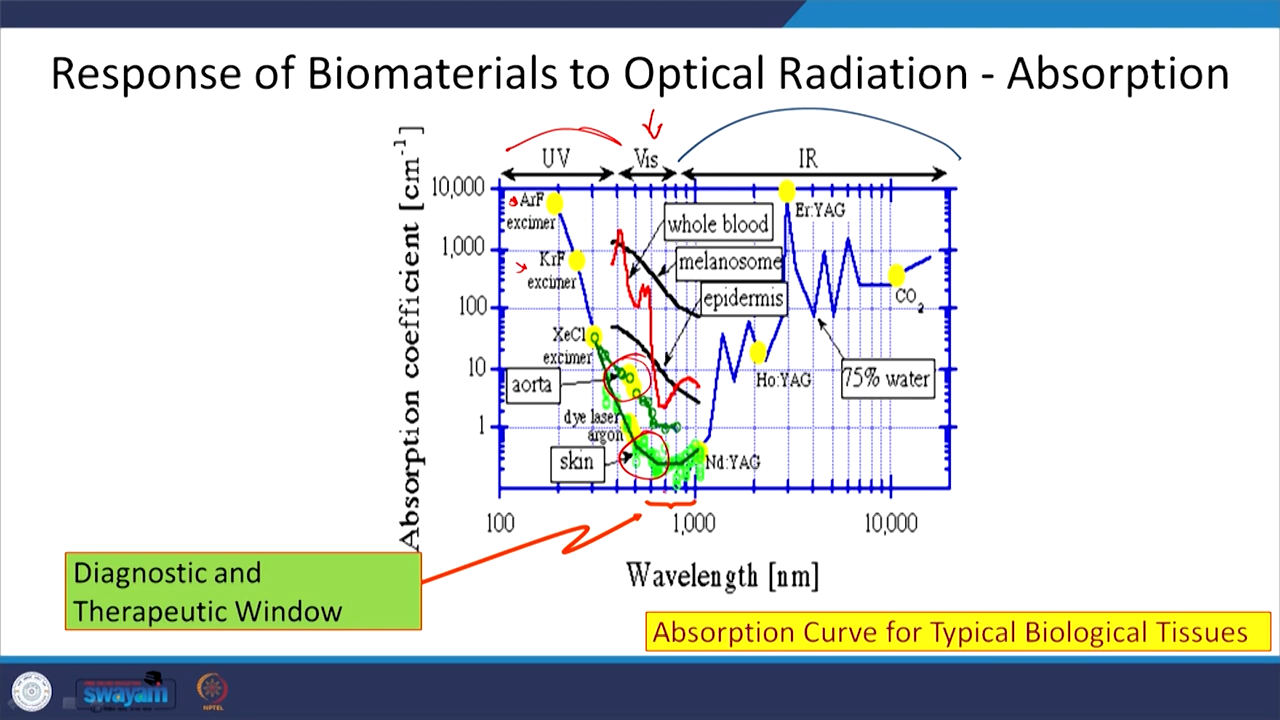 Response of Biomaterials to Optical Radiation - Absorption
UV
Vis
IR
Absorption coefficient [cm-1]
10,000
1,000
100
10
1
ArF
excimer
KrF
excimer
XeCl
excimer
aorta
dye laser
argon
skin
whole blood
melanosome
epidermis
Er:YAG
CO2
Ho:YAG
75% water
Nd:YAG
100
1,000
10,000
Wavelength [nm]
Diagnostic and
Therapeutic Window
Absorption Curve for Typical Biological Tissues
swayam
NPTEL